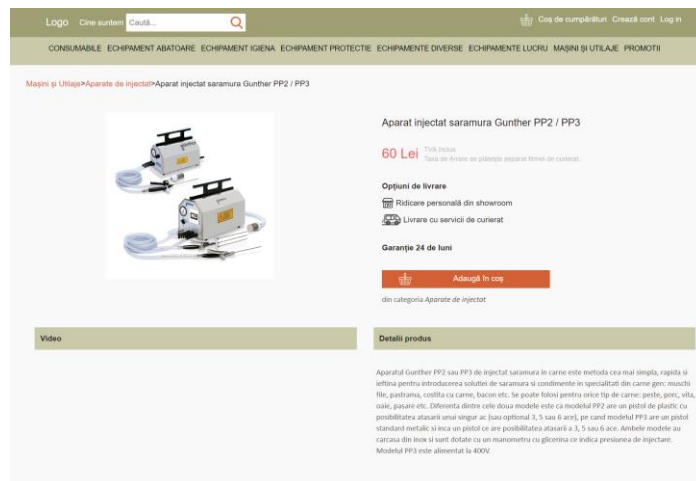 Logo Cine suntem Caută... Coș de cumpărături Crează cont Log in
CONSUMABILE ECHIPAMENT ABATOARE ECHIPAMENT IGIENA ECHIPAMENT PROTECTIE ECHIPAMENTE DIVERSE ECHIPAMENTE LUCRU MAȘINI ȘI UTILAJE PROMOTII
Mașini și Utilaje>Aparate de injectat>Aparat injectat saramura Gunther PP2 / PP3
Aparat injectat saramura Gunther PP2 / PP3
60 Lei TVA inclus
Taxa de livrare se plătește separat firmei de curierat.
Opțiuni de livrare
Ridicare personală din showroom
Livrare cu servicii de curierat
Garanție 24 de luni
Adaugă în coș
din categoria Aparate de injectat
Video
Detalii produs
Aparatul Gunther PP2 sau PP3 de injectat saramura in carne este metoda cea mai simpla, rapida si
ieftina pentru introducerea solutiei de saramura si condimente in specialitati din carne gen: muschi
file, pastrama, costita cu carne, bacon etc. Se poate folosi pentru orice tip de carne: peste, porc, vita,
oaie, pasare etc. Diferenta dintre cele doua modele este ca modelul PP2 are un pistol de plastic cu
posibilitatea atasarii unui singur ac (sau optional 3, 5 sau 6 ace), pe cand modelul PP3 are un pistol
standard metalic si inca un pistol ce are posibilitatea atasarii a 3, 5 sau 6 ace. Ambele modele au
carcasa din inox si sunt dotate cu un manometru cu glicerina ce indica presiunea de injectare.
Modelul PP3 este alimentat la 400V.